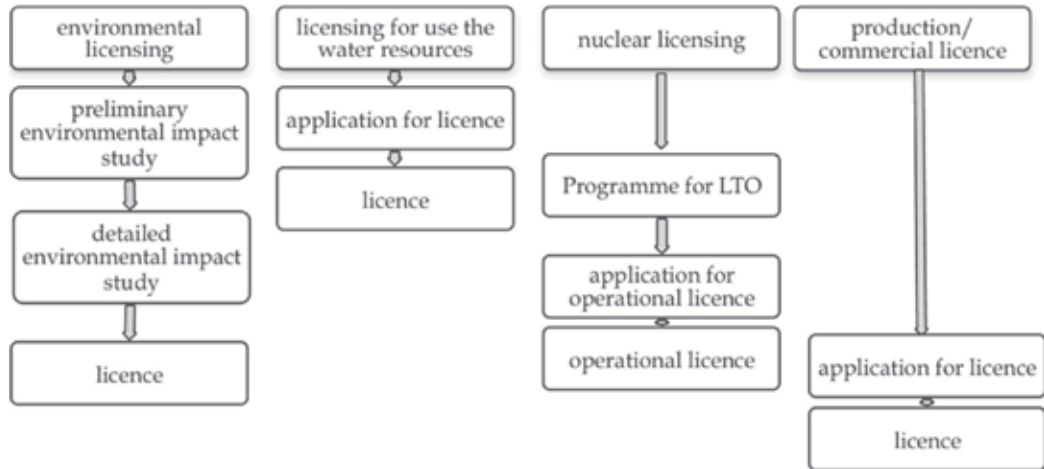 environmental
licensing
preliminary
environmental impact
study
detailed
environmental impact
study
licence
licensing for use the
water resources
application for licence
licence
nuclear licensing
Programme for LTO
application for
operational licence
operational licence
production/
commercial licence
application for licence
licence